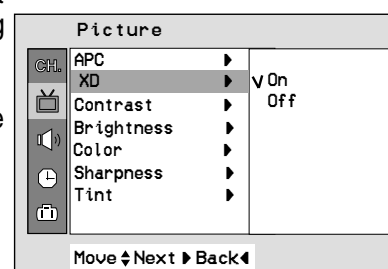 g
e
Picture
CH.
APC
XD
Contrast
Brightness
Color
Sharpness
Tint
On
Off
Move Next Back